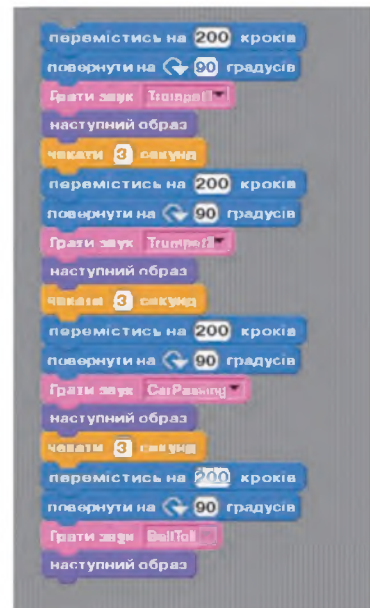 перемістись на 200 кроків
повернути на 90 градусів
Грати звук
наступний образ
чекати 3 секунд
перемістись на 200 кроків
повернути на 90 градусів
Грати звук Trumpet2
наступний образ
чекати 3 секунд
перемістись на 200 кроків
повернути на 90 градусів
Грати звук CarPassing
наступний образ
чекати 3 секунд
перемістись на 200 кроків
повернути на 90 градусів
Грати звук BellToll
наступний образ